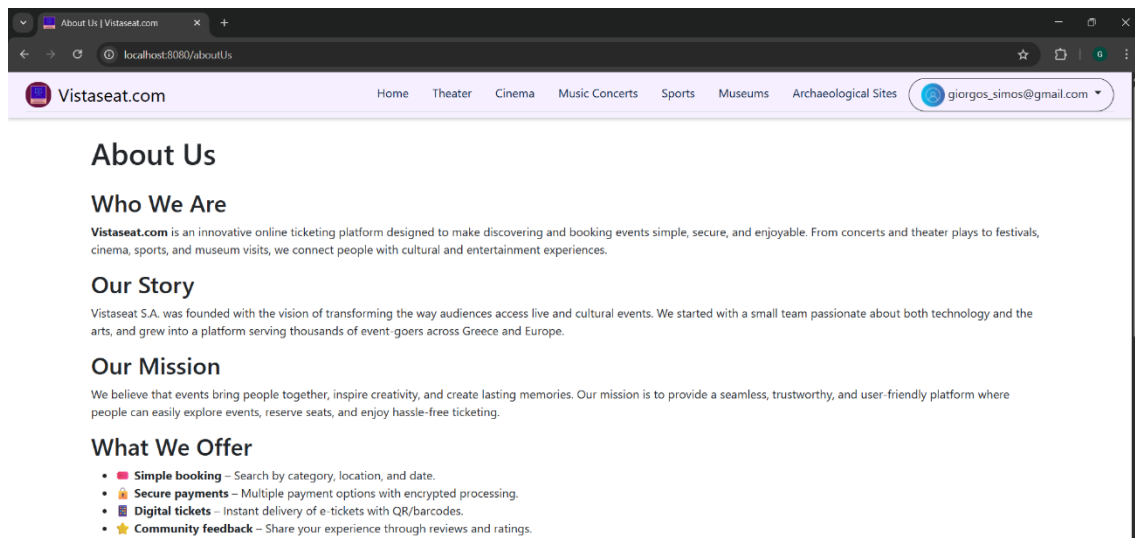 About Us | Vistaseat.com
localhost:8080/aboutUs
G
Vistaseat.com Home Theater Cinema Music Concerts Sports Museums Archaeological Sites giorgos_simos@gmail.com
About Us
Who We Are
Vistaseat.com is an innovative online ticketing platform designed to make discovering and booking events simple, secure, and enjoyable. From concerts and theater plays to festivals,
cinema, sports, and museum visits, we connect people with cultural and entertainment experiences.
Our Story
Vistaseat S.A. was founded with the vision of transforming the way audiences access live and cultural events. We started with a small team passionate about both technology and the
arts, and grew into a platform serving thousands of event-goers across Greece and Europe.
Our Mission
We believe that events bring people together, inspire creativity, and create lasting memories. Our mission is to provide a seamless, trustworthy, and user-friendly platform where
people can easily explore events, reserve seats, and enjoy hassle-free ticketing.
What We Offer
• Simple booking – Search by category, location, and date.
• Secure payments – Multiple payment options with encrypted processing.
• Digital tickets – Instant delivery of e-tickets with QR/barcodes.
• Community feedback – Share your experience through reviews and ratings.